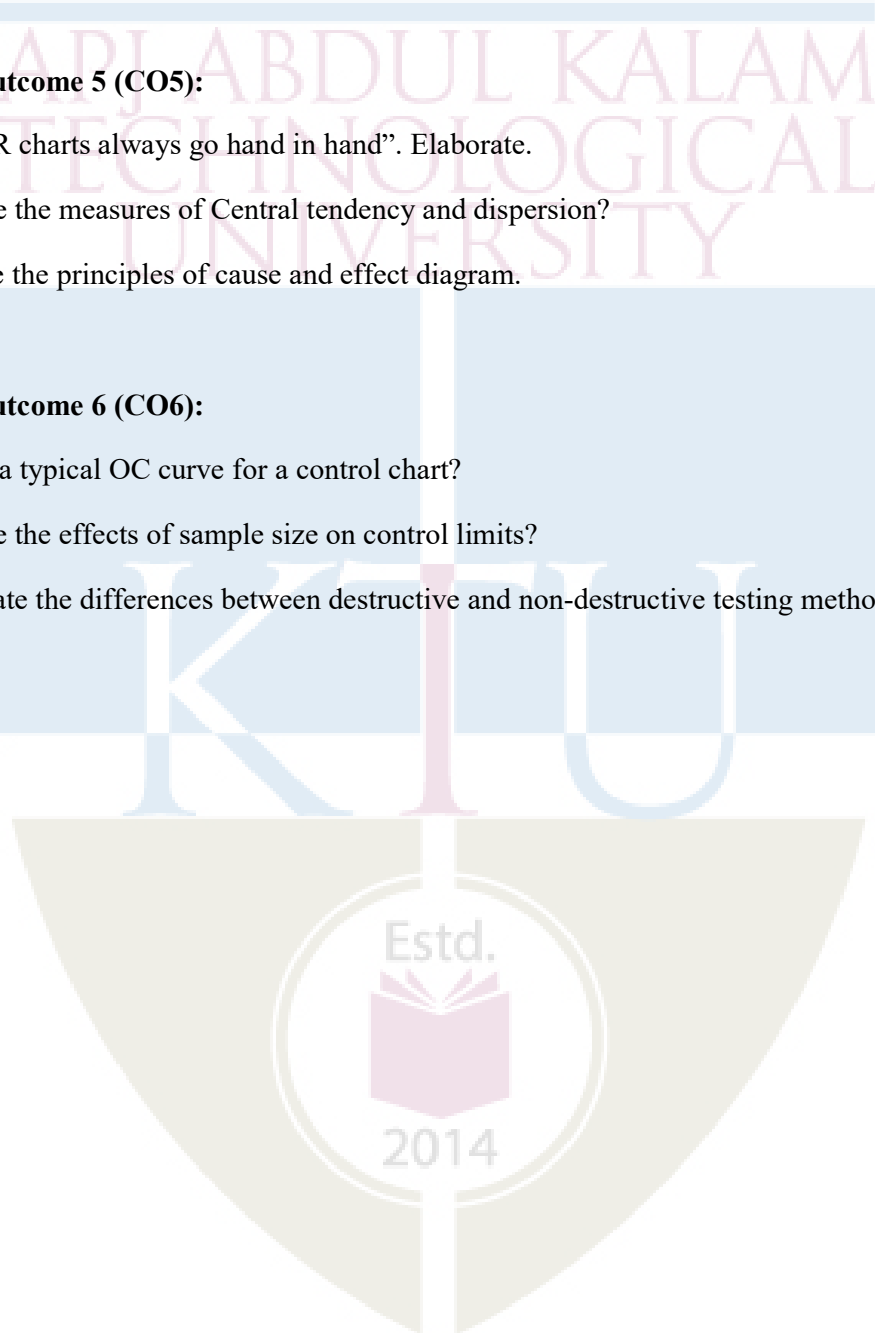 APJ ABDUL KALAM
TECHNOLOGICAL
UNIVERSITY
utcome 5 (CO5):
R charts always go hand in hand”. Elaborate.
e the measures of Central tendency and dispersion?
e the principles of cause and effect diagram.
utcome 6 (CO6):
a typical OC curve for a control chart?
e the effects of sample size on control limits?
ate the differences between destructive and non-destructive testing metho
KTU
Estd.
2014